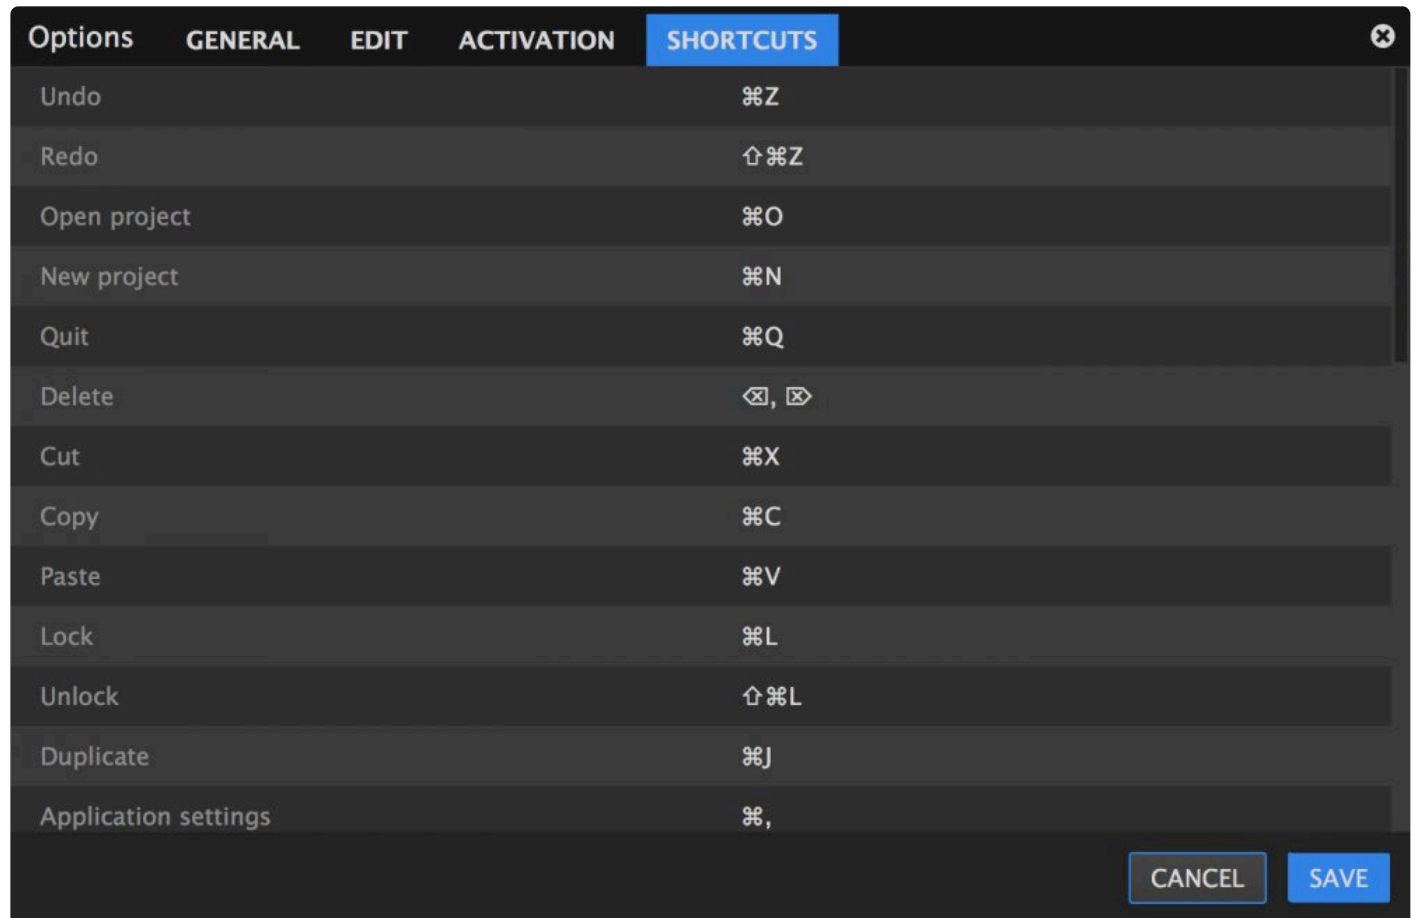 Options GENERAL EDIT ACTIVATION SHORTCUTS
Undo ⌘Z
Redo ⇧⌘Z
Open project ⌘O
New project ⌘N
Quit ⌘Q
Delete ⌫, ⌦
Cut ⌘X
Copy ⌘C
Paste ⌘V
Lock ⌘L
Unlock ⇧⌘L
Duplicate ⌘J
Application settings ⌘,
CANCEL SAVE